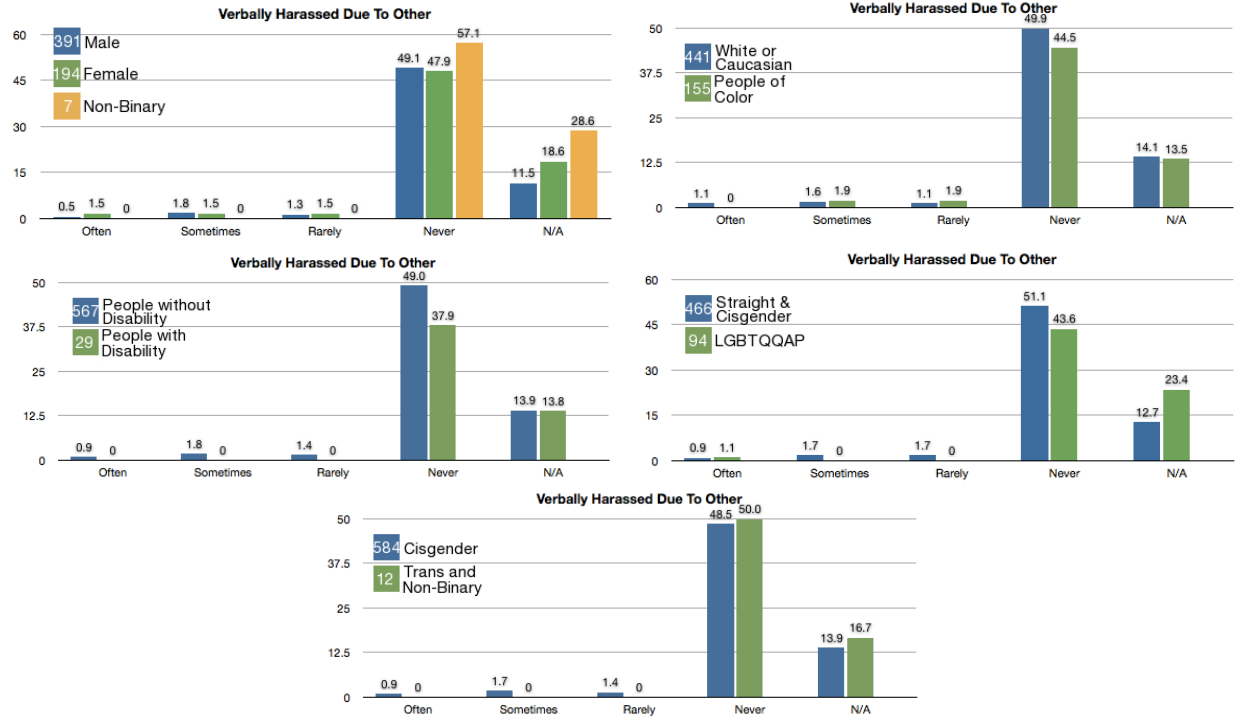 Verbally Harassed Due To Other
60
45
30
15
0
391 Male
194 Female
7 Non-Binary
0.5 1.5 0
1.8 1.5 0
1.3 1.5 0
49.1 47.9 57.1
11.5 18.6 28.6
Often Sometimes Rarely Never N/A
Verbally Harassed Due To Other
50
37.5
25
12.5
0
441 White or
Caucasian
155 People of
Color
1.1 0
1.6 1.9
1.1 1.9
49.9 44.5
14.1 13.5
Often Sometimes Rarely Never N/A
Verbally Harassed Due To Other
50
37.5
25
12.5
0
567 People without
Disability
29 People with
Disability
0.9 0
1.8 0
1.4 0
49.0 37.9
13.9 13.8
Often Sometimes Rarely Never N/A
Verbally Harassed Due To Other
60
45
30
15
0
466 Straight &
Cisgender
94 LGBTQQAP
0.9 1.1
1.7 0
1.7 0
51.1 43.6
12.7 23.4
Often Sometimes Rarely Never N/A
Verbally Harassed Due To Other
50
37.5
25
12.5
0
584 Cisgender
12 Trans and
Non-Binary
0.9 0
1.7 0
1.4 0
48.5 50.0
13.9 16.7
Often Sometimes Rarely Never N/A